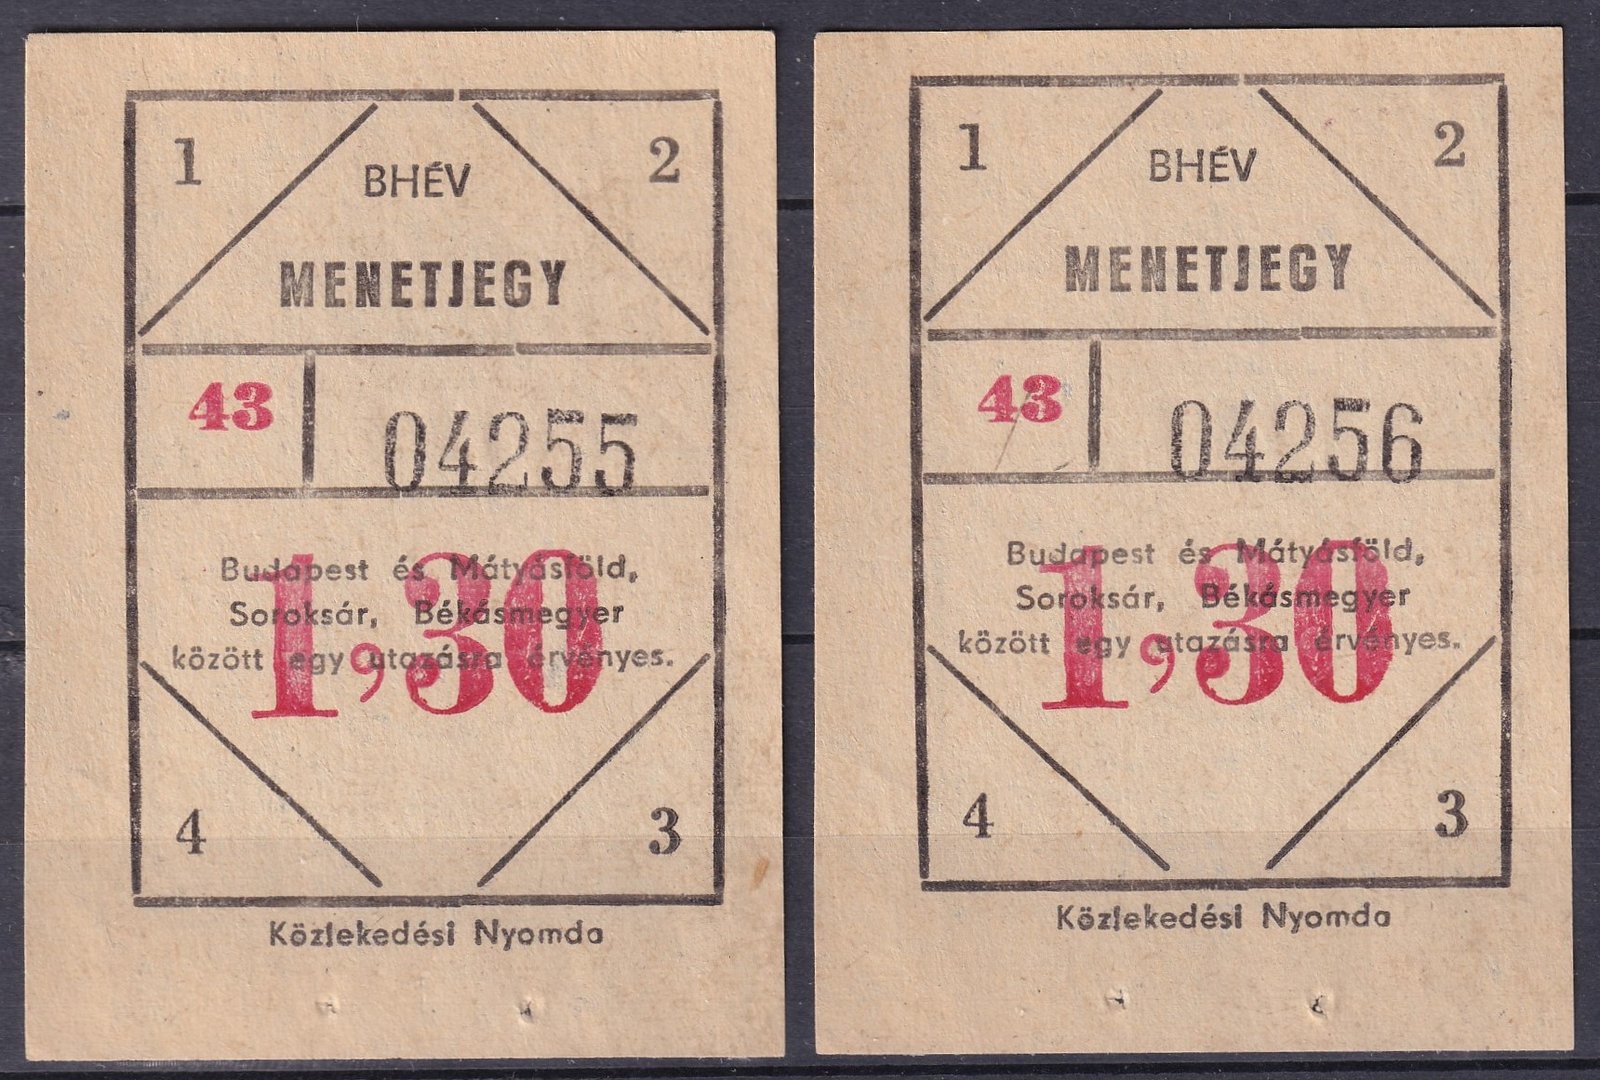 1
2
BHÉV
MENETJEGY
43
04255
1,30
Budapest és Mátyásföld,
Soroksár, Békásmegyer
között egy utazásra érvényes.
4
3
Közlekedési Nyomda
1
2
BHÉV
MENETJEGY
43
04256
1,30
Budapest és Mátyásföld,
Soroksár, Békásmegyer
között egy utazásra érvényes.
4
3
Közlekedési Nyomda